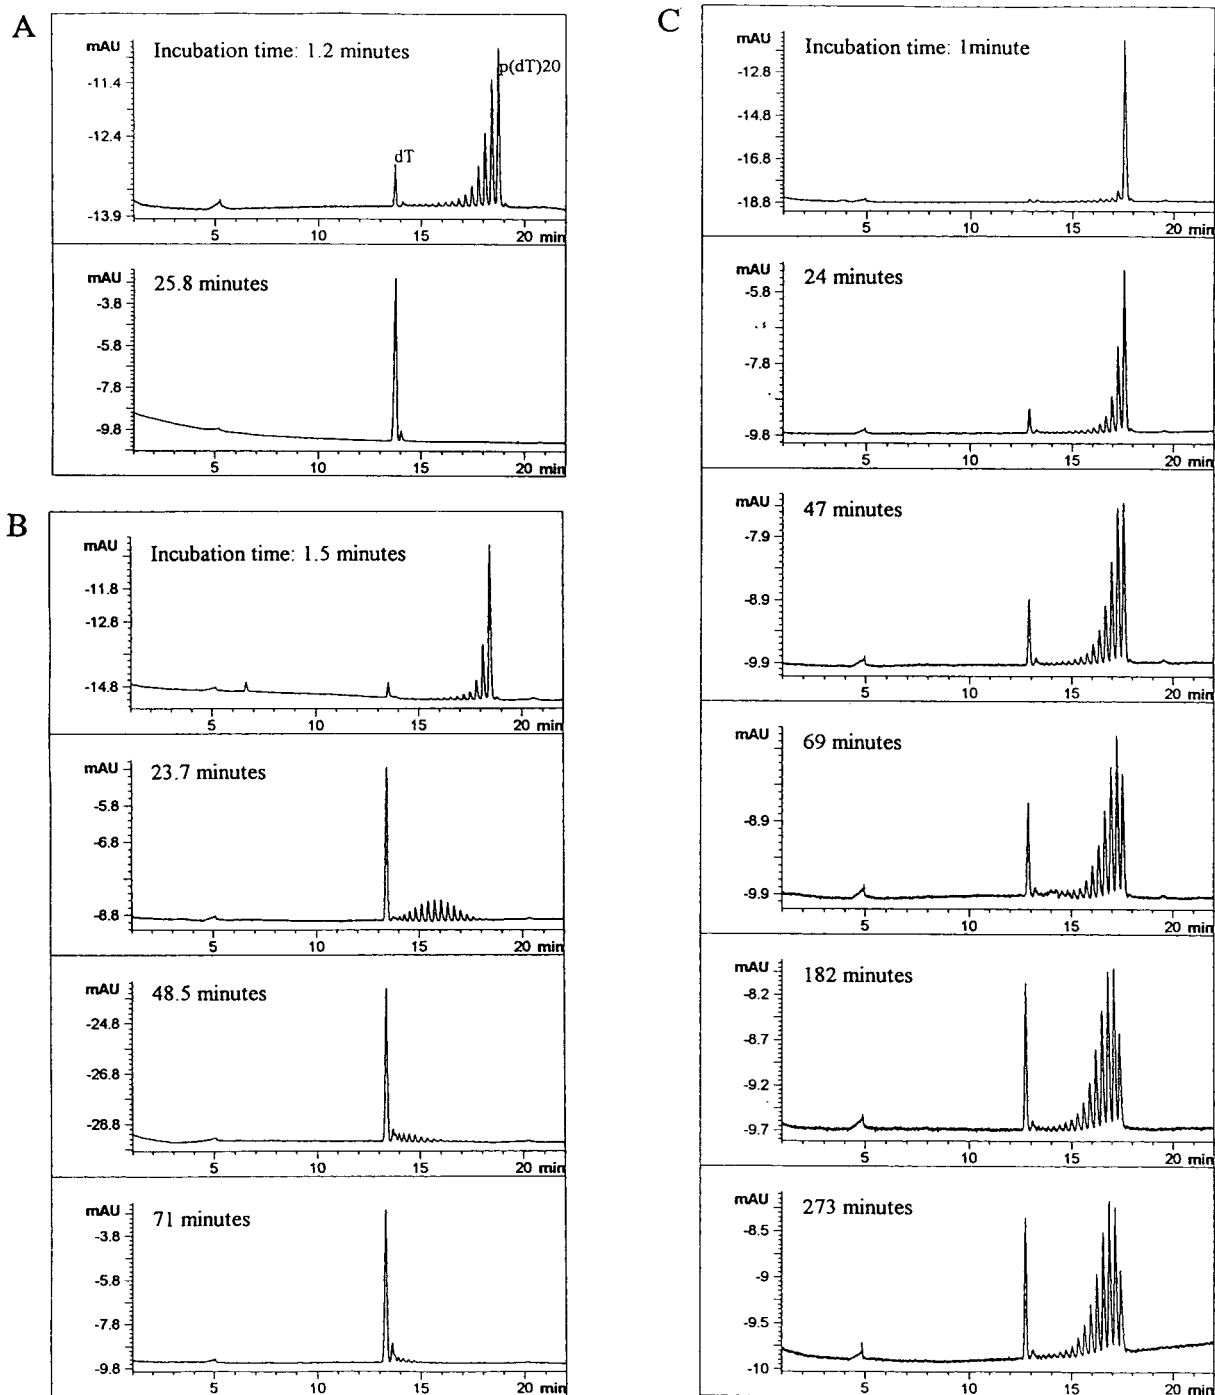 A
mAU
Incubation time: 1.2 minutes
p(dT)20
-11.4
-12.4
dT
-13.9
5 10 15 20 min
mAU
25.8 minutes
-3.8
-5.8
-7.8
-9.8
5 10 15 20 min
B
mAU
Incubation time: 1.5 minutes
-11.8
-12.8
-14.8
5 10 15 20 min
mAU
23.7 minutes
-5.8
-6.8
-8.8
5 10 15 20 min
mAU
48.5 minutes
-24.8
-26.8
-28.8
5 10 15 20 min
mAU
71 minutes
-3.8
-5.8
-7.8
-9.8
5 10 15 20 min
C
mAU
Incubation time: 1minute
-12.8
-14.8
-16.8
-18.8
5 10 15 20 min
mAU
24 minutes
-5.8
-7.8
-9.8
5 10 15 20 min
mAU
47 minutes
-7.9
-8.9
-9.9
5 10 15 20 min
mAU
69 minutes
-8.9
-9.9
5 10 15 20 min
mAU
182 minutes
-8.2
-8.7
-9.2
-9.7
5 10 15 20 min
mAU
273 minutes
-8.5
-9
-9.5
-10
5 10 15 20 min